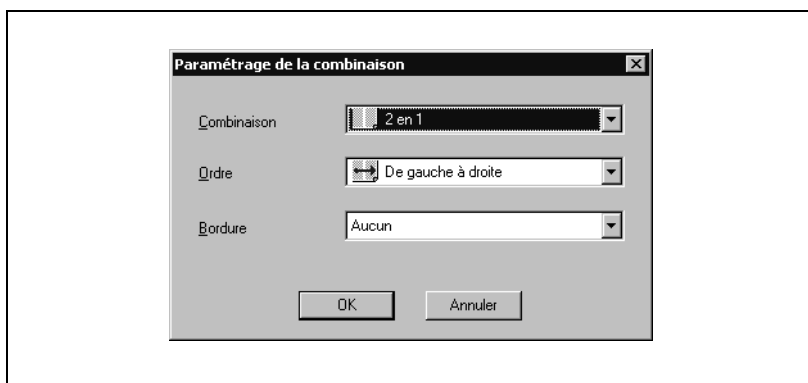 Paramétrage de la combinaison
Combinaison 2 en 1
Ordre De gauche à droite
Bordure Aucun
OK Annuler